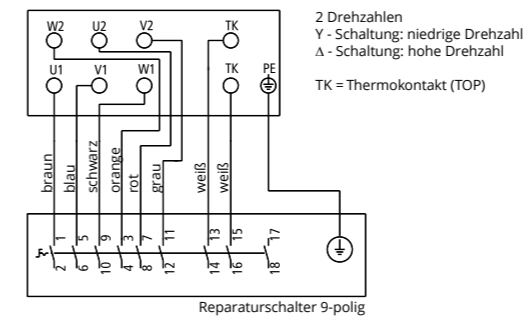 W2 U2 V2 TK
U1 V1 W1 TK PE
2 Drehzahlen
Y - Schaltung: niedrige Drehzahl
Δ - Schaltung: hohe Drehzahl
TK = Thermokontakt (TOP)
braun
blau
schwarz
orange
rot
grau
weiß
weiß
1 5 9 3 7 11 13 15 17
2 6 10 4 8 12 14 16 18
Reparaturschalter 9-polig